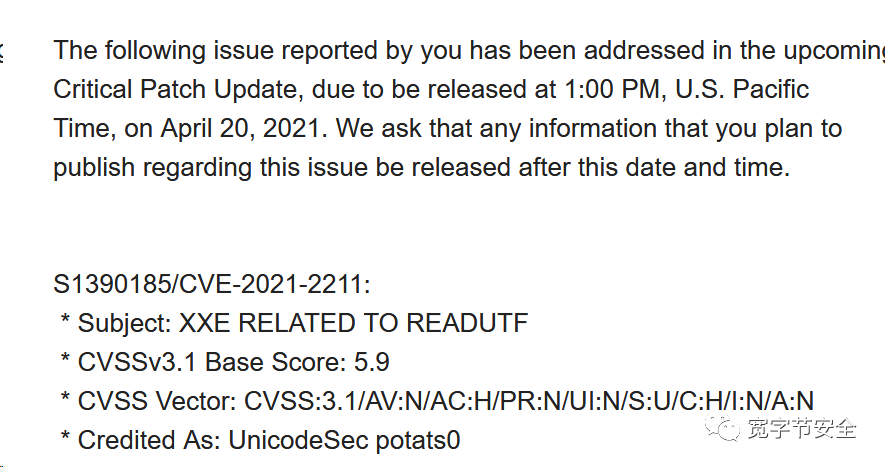 The following issue reported by you has been addressed in the upcoming
Critical Patch Update, due to be released at 1:00 PM, U.S. Pacific
Time, on April 20, 2021. We ask that any information that you plan to
publish regarding this issue be released after this date and time.
S1390185/CVE-2021-2211:
* Subject: XXE RELATED TO READUTF
* CVSSv3.1 Base Score: 5.9
* CVSS Vector: CVSS:3.1/AV:N/AC:H/PR:N/UI:N/S:U/C:H/I:N/A:N
* Credited As: UnicodeSec potats0
宽字节安全